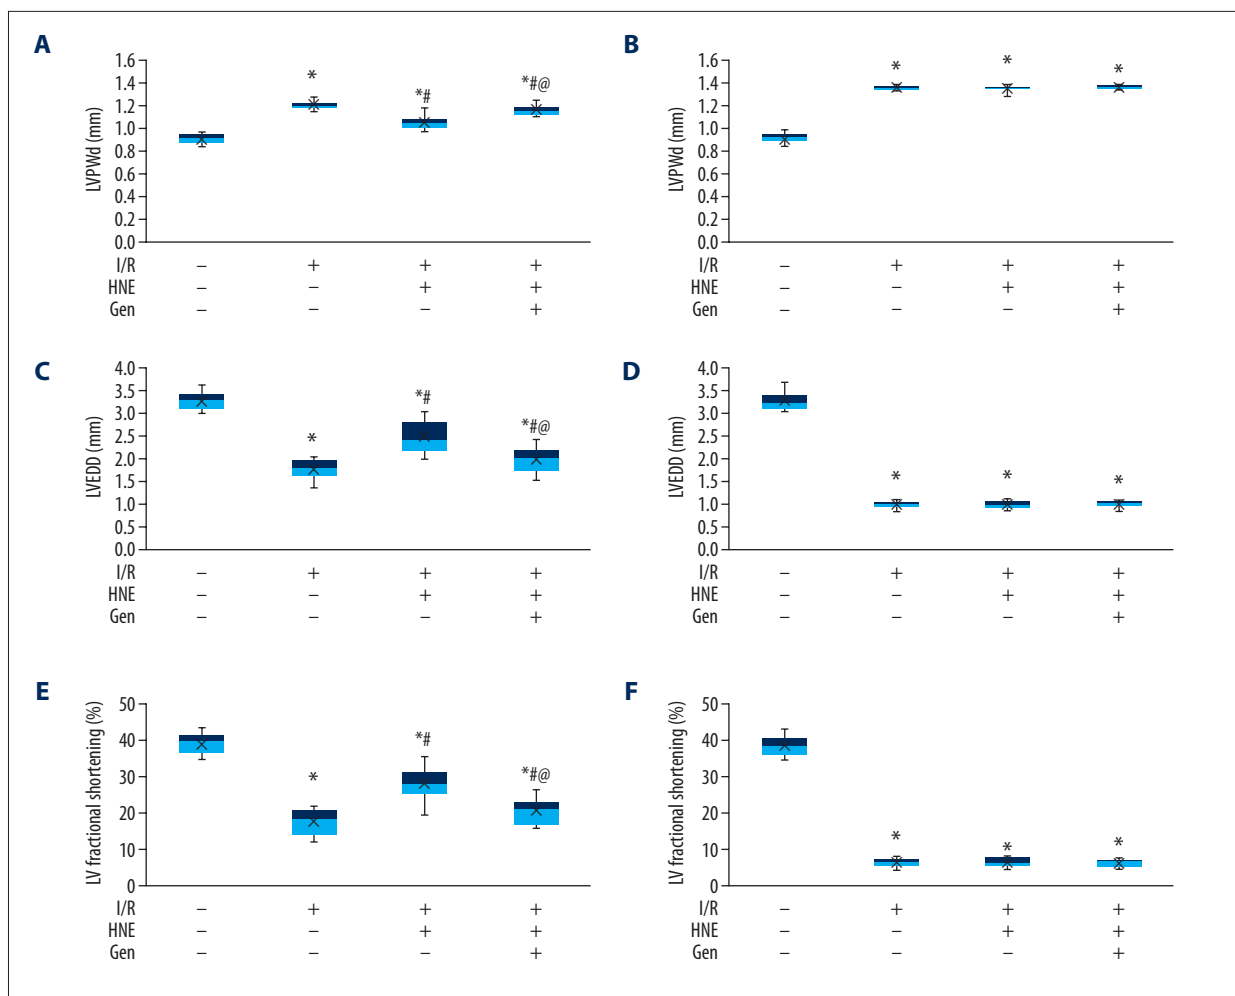 A
LVPWd (mm)
1.6
1.4
1.2
1.0
0.8
0.6
0.4
0.2
0.0
*
*#
*#@
I/R – + + +
HNE – – + +
Gen – – – +
B
LVPWd (mm)
1.6
1.4
1.2
1.0
0.8
0.6
0.4
0.2
0.0
*
*
*
I/R – + + +
HNE – – + +
Gen – – – +
C
LVEDD (mm)
4.0
3.5
3.0
2.5
2.0
1.5
1.0
0.5
0.0
*
*#
*#@
I/R – + + +
HNE – – + +
Gen – – – +
D
LVEDD (mm)
4.0
3.5
3.0
2.5
2.0
1.5
1.0
0.5
0.0
*
*
*
I/R – + + +
HNE – – + +
Gen – – – +
E
LV fractional shortening (%)
50
40
30
20
10
0
*
*#
*#@
I/R – + + +
HNE – – + +
Gen – – – +
F
LV fractional shortening (%)
50
40
30
20
10
0
*
*
*
I/R – + + +
HNE – – + +
Gen – – – +